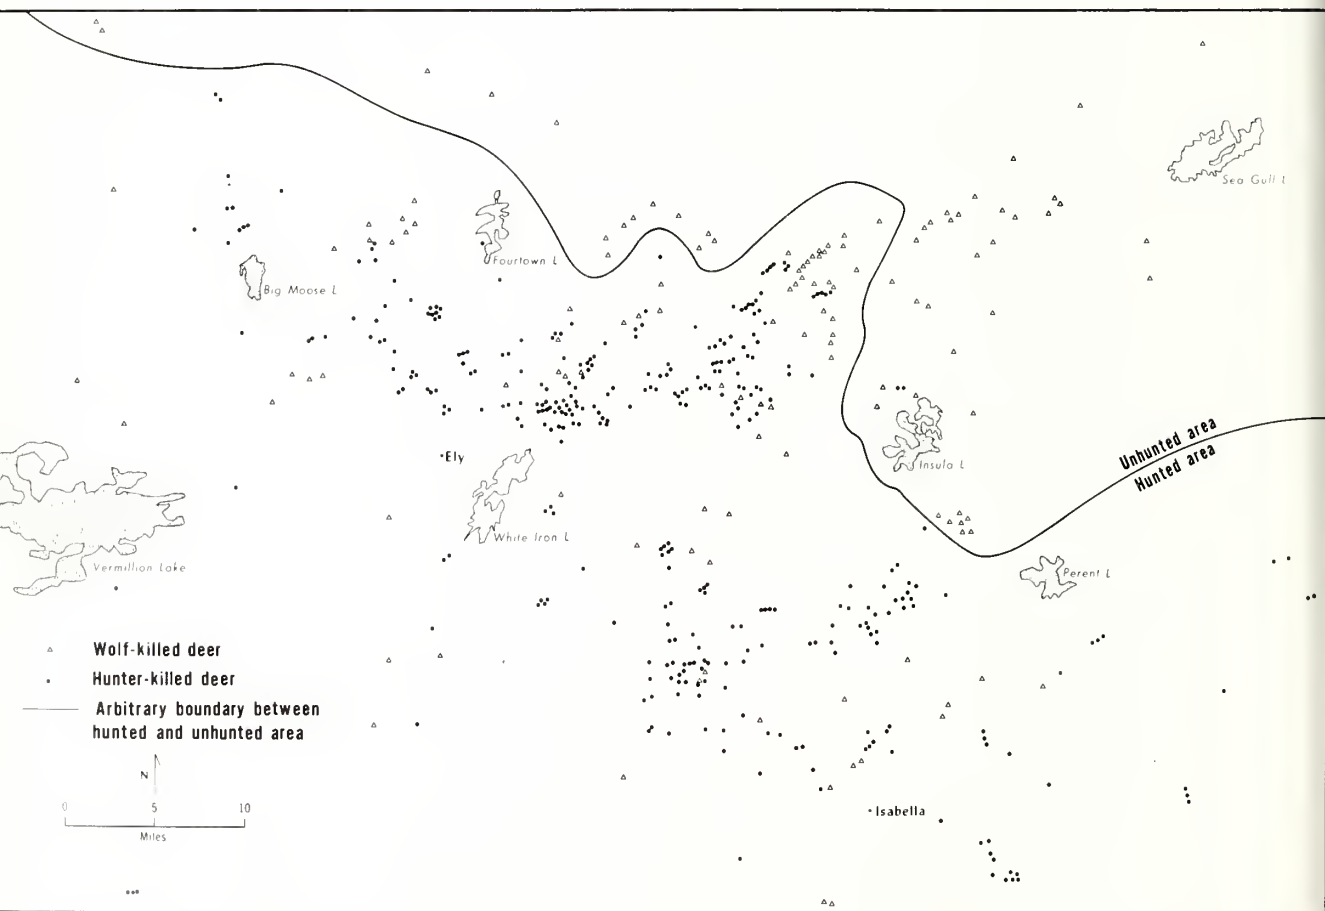 Sea Gull L
Fourtown L
Big Moose L
Unhunted area
Hunted area
Ely
Insula L
White Iron L
Vermillion Lake
Perent L
Wolf-killed deer
Hunter-killed deer
Arbitrary boundary between
hunted and unhunted area
N
0 5 10
Miles
Isabella